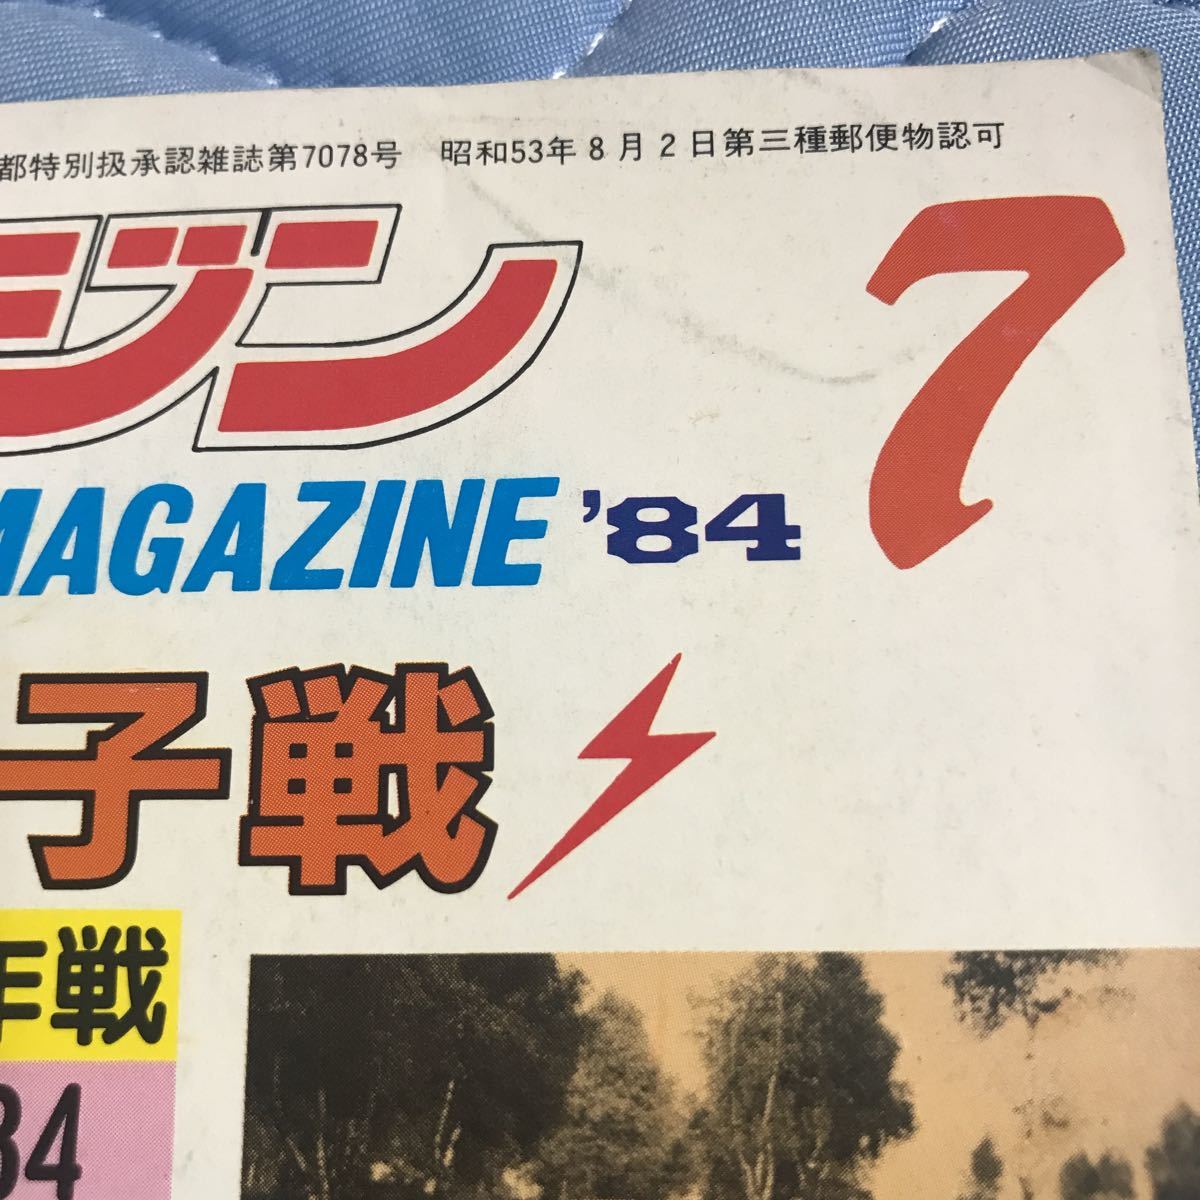 都特別扱承認雑誌第7078号 昭和53年8月2日第三種郵便物認可
ジン 7
MAGAZINE '84
子戦
年戦
84